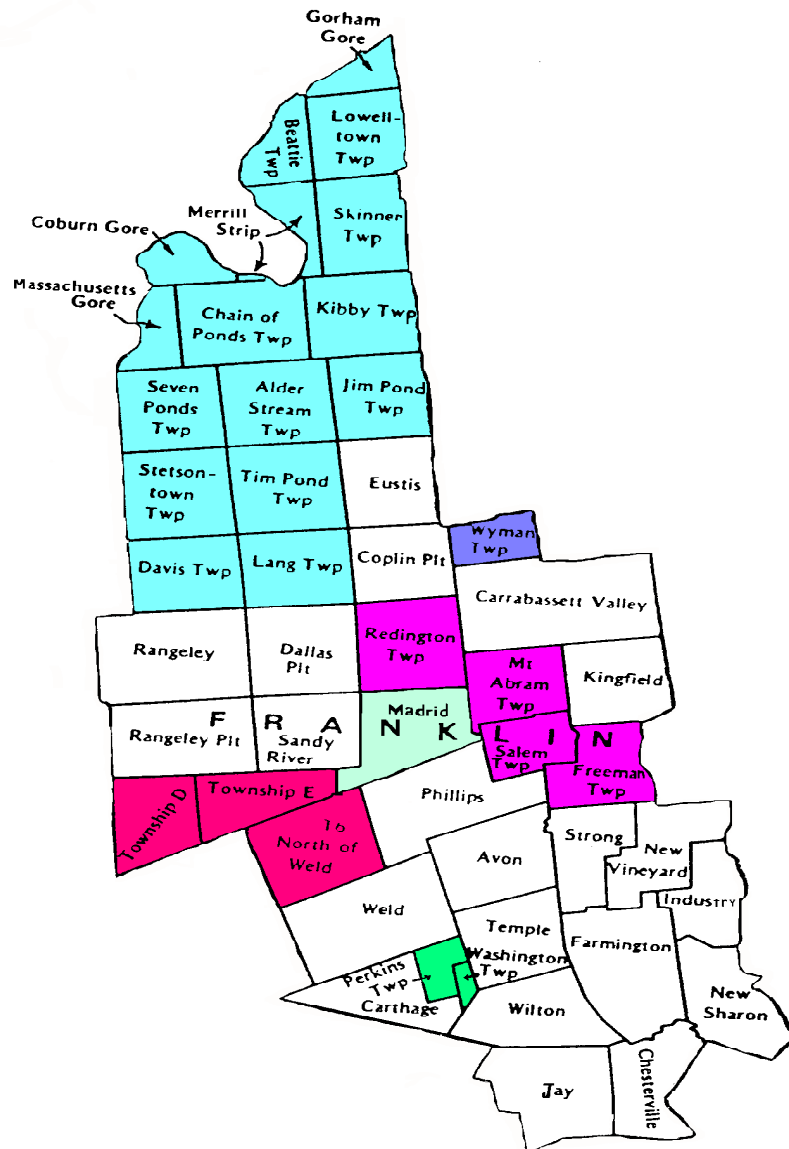 Gorham
Gore
Lowell-
town
Twp
Beattie
Twp
Merrill
Strip
Skinner
Twp
Coburn Gore
Massachusetts
Gore
Chain of
Ponds Twp
Kibby Twp
Seven
Ponds
Twp
Alder
Stream
Twp
Jim Pond
Twp
Stetson-
town
Twp
Tim Pond
Twp
Eustis
Wyman
Twp
Davis Twp
Lang Twp
Coplin Plt
Carrabassett Valley
Rangeley
Dallas
Plt
Redington
Twp
Mt
Abram
Twp
Kingfield
Madrid
FRANKLIN
Rangeley Plt
Sandy
River
Salem
Twp
Freeman
Twp
Township D
Township E
Phillips
T6
North of
Weld
Strong
New
Vineyard
Avon
Industry
Weld
Temple
Farmington
Washington
Twp
Perkins
Twp
Carthage
Wilton
New
Sharon
Jay
Chesterville